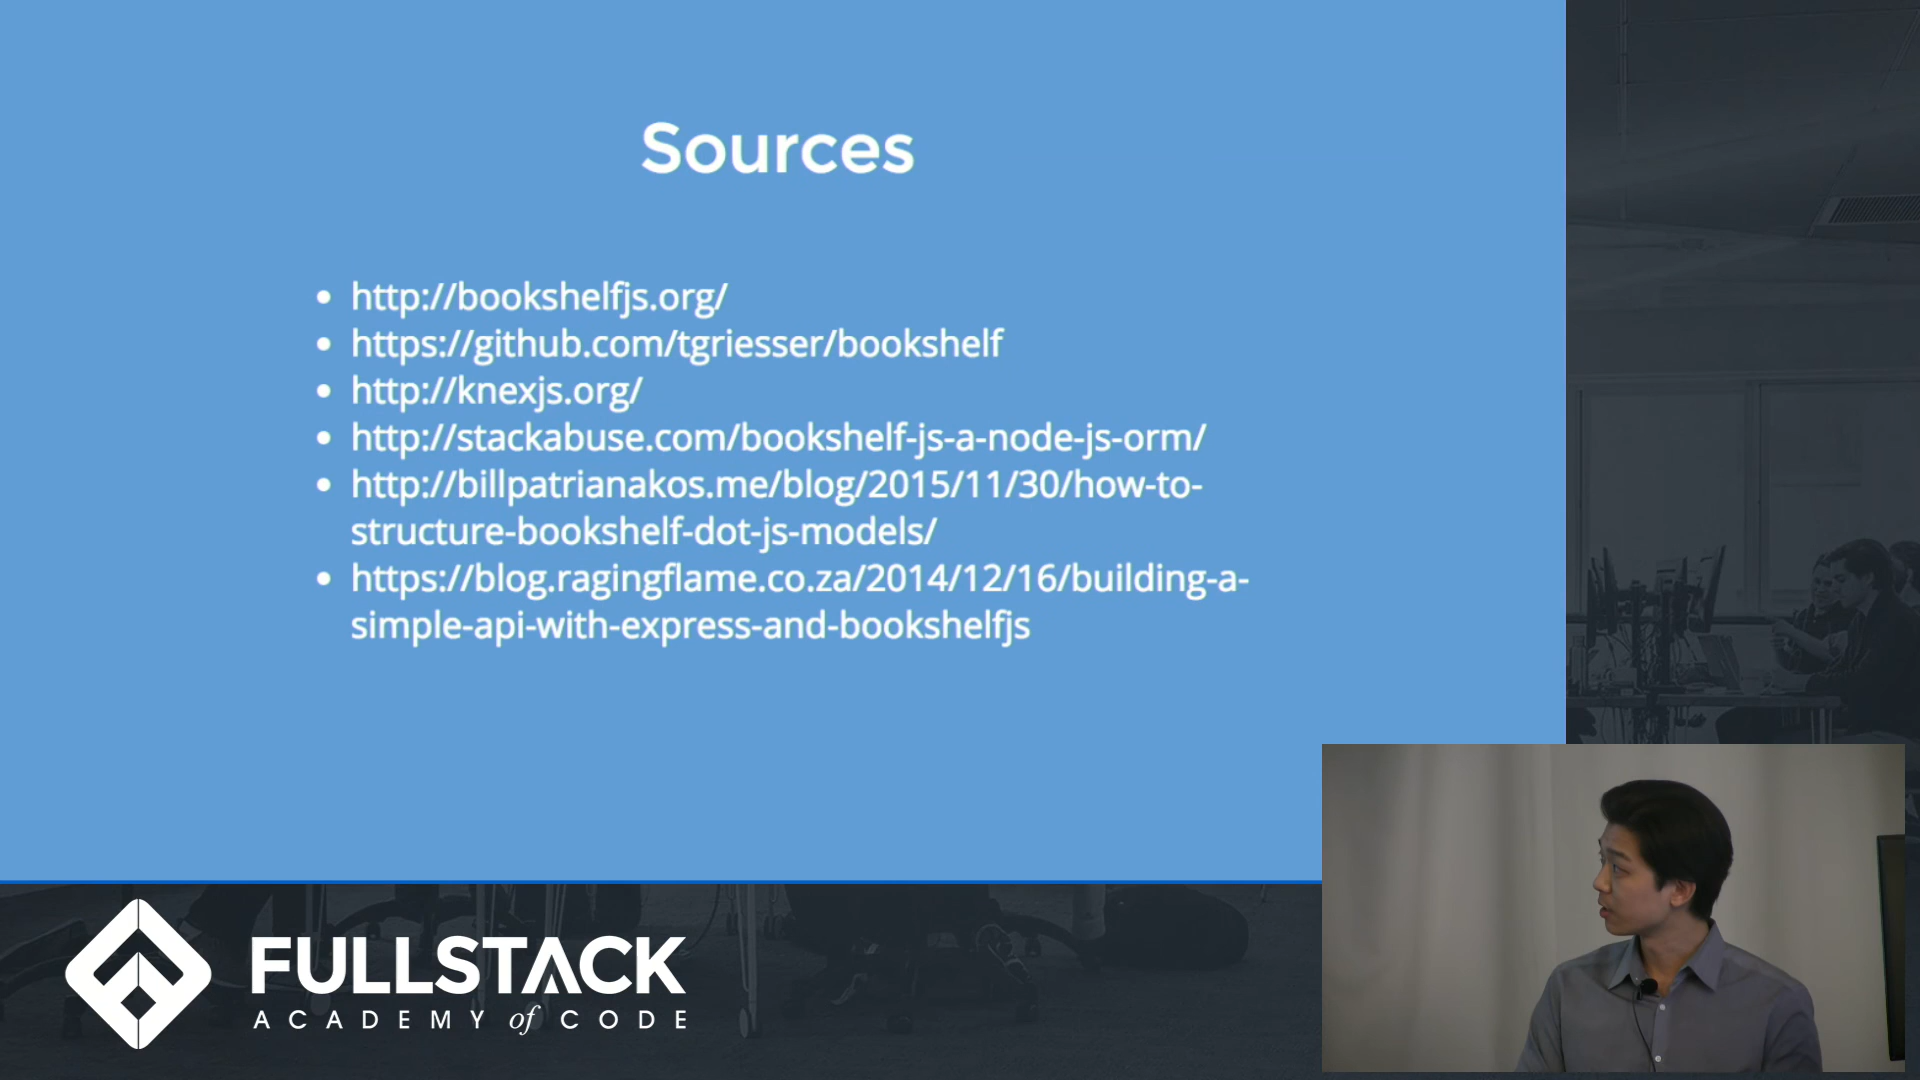 Sources
http://bookshelfjs.org/
https://github.com/tgriesser/bookshelf
http://knexjs.org/
http://stackabuse.com/bookshelf-js-a-node-js-orm/
http://billpatrianakos.me/blog/2015/11/30/how-to-
structure-bookshelf-dot-js-models/
https://blog.ragingflame.co.za/2014/12/16/building-a-
simple-api-with-express-and-bookshelfjs
FULLSTACK
ACADEMY of CODE